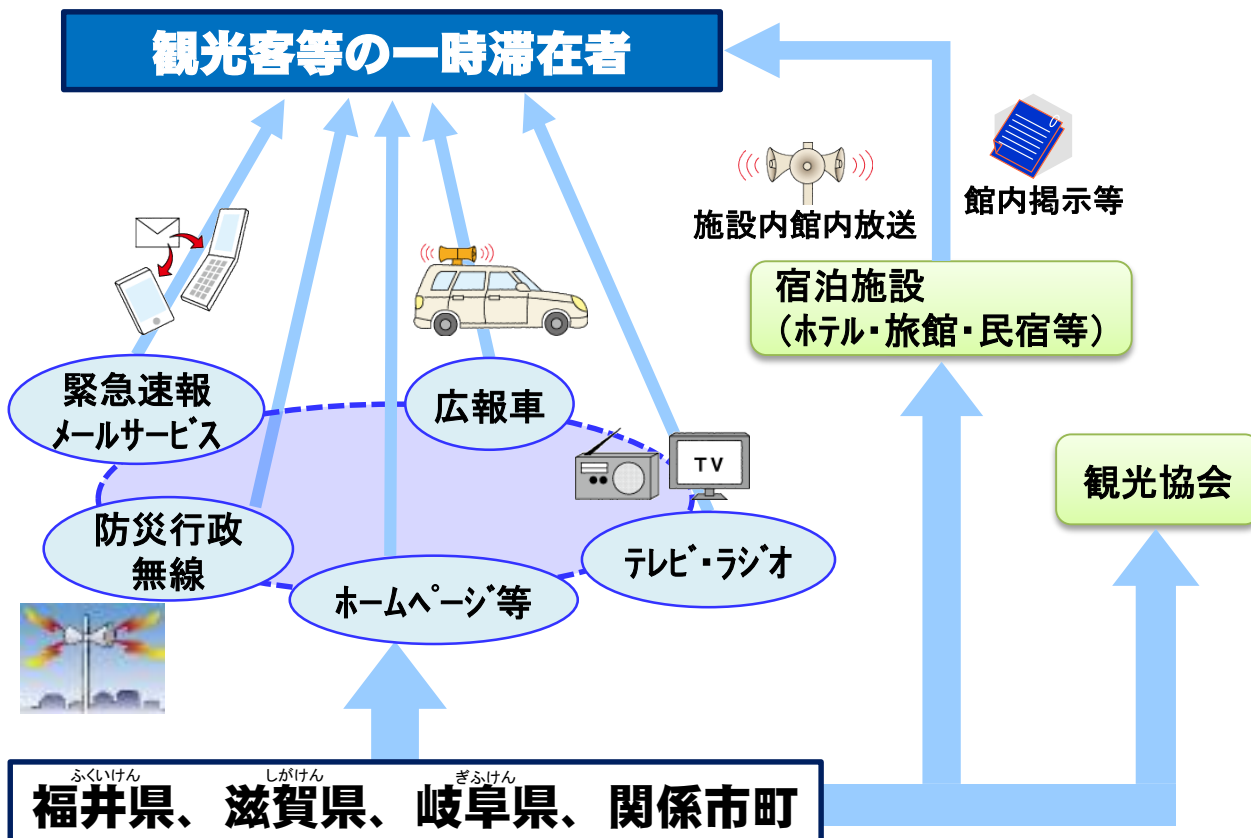 観光客等の一時滞在者
施設内館内放送
館内掲示等
宿泊施設
(ホテル・旅館・民宿等)
緊急速報
メールサービス
広報車
TV
観光協会
防災行政
無線
ホームページ等
テレビ・ラジオ
ふくいけん しがけん ぎふけん
福井県、滋賀県、岐阜県、関係市町